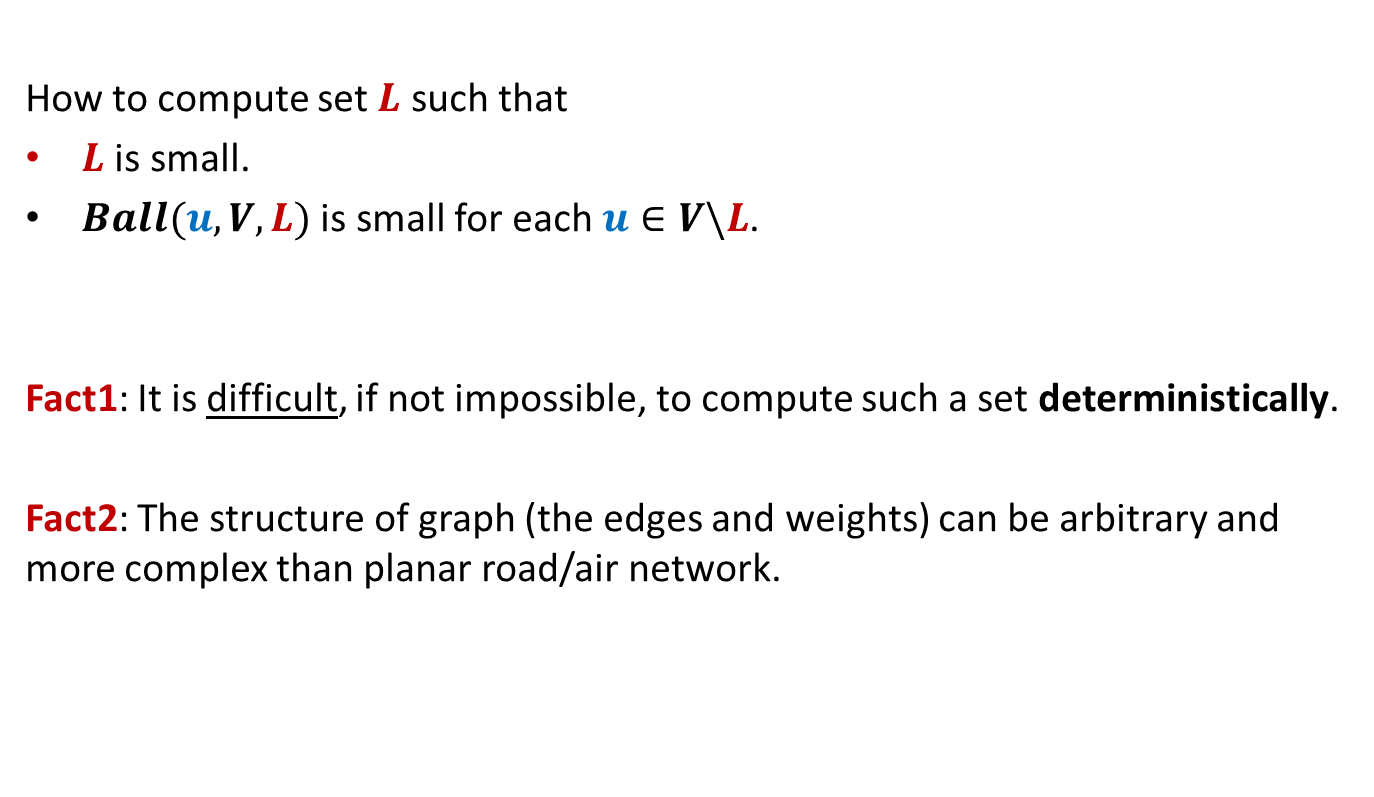 How to compute set L such that
• L is small.
• Ball(u, V, L) is small for each u ∈ V\L.
Fact1: It is difficult, if not impossible, to compute such a set deterministically.
Fact2: The structure of graph (the edges and weights) can be arbitrary and
more complex than planar road/air network.